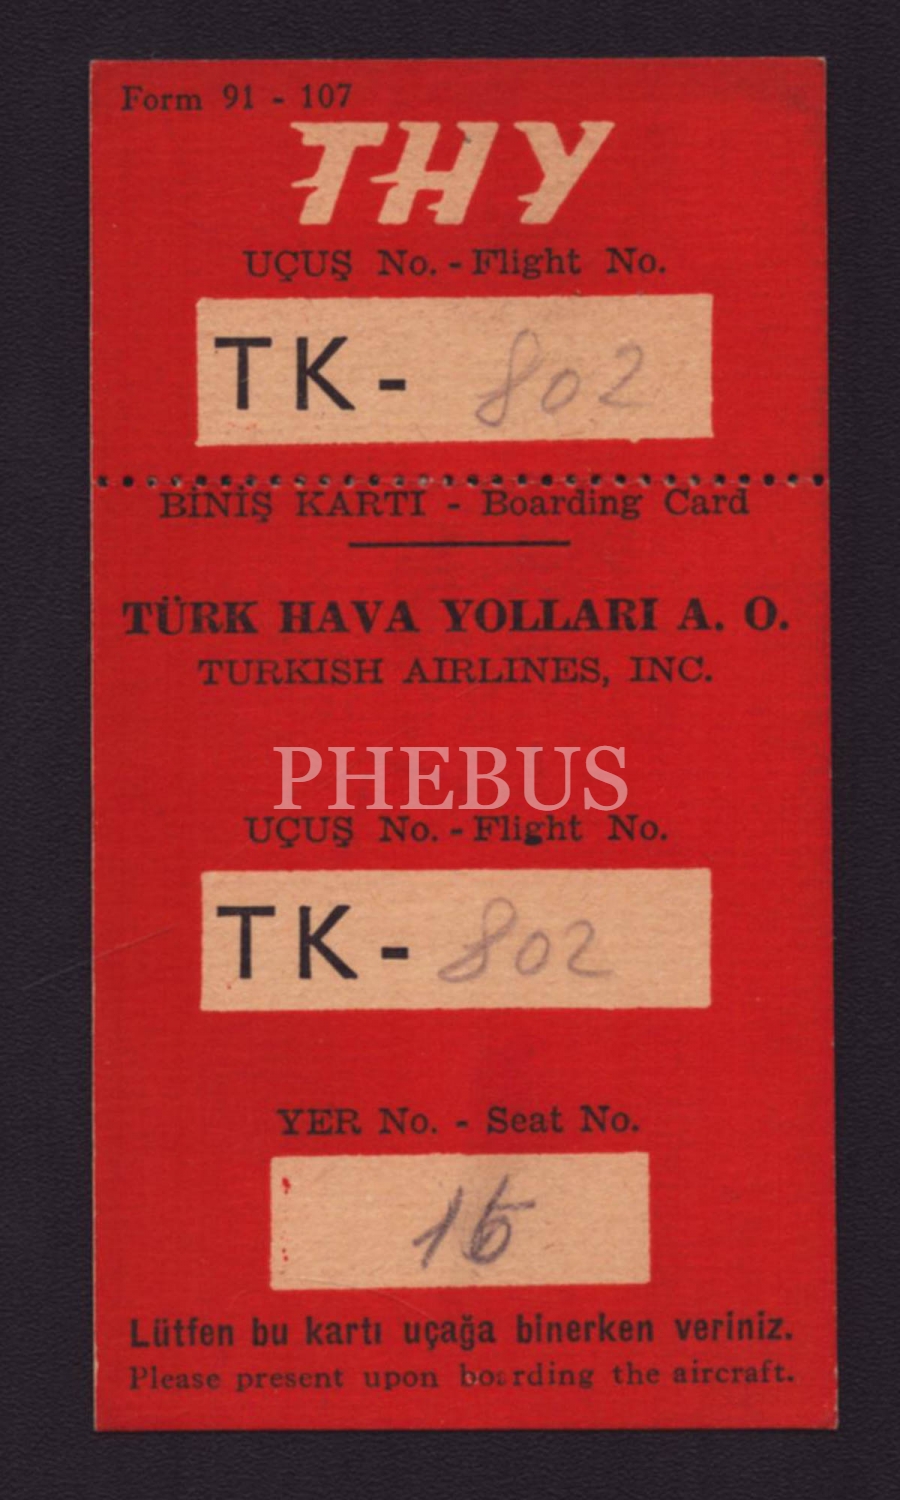 Form 91 - 107
THY
UÇUŞ No. - Flight No.
TK- 802
BİNİŞ KARTI - Boarding Card
TÜRK HAVA YOLLARI A. O.
TURKISH AIRLINES, INC.
PHEBUS
UÇUŞ No. - Flight No.
TK- 802
YER No. - Seat No.
Lütfen bu kartı uçağa binerken veriniz.
Please present upon boarding the aircraft.